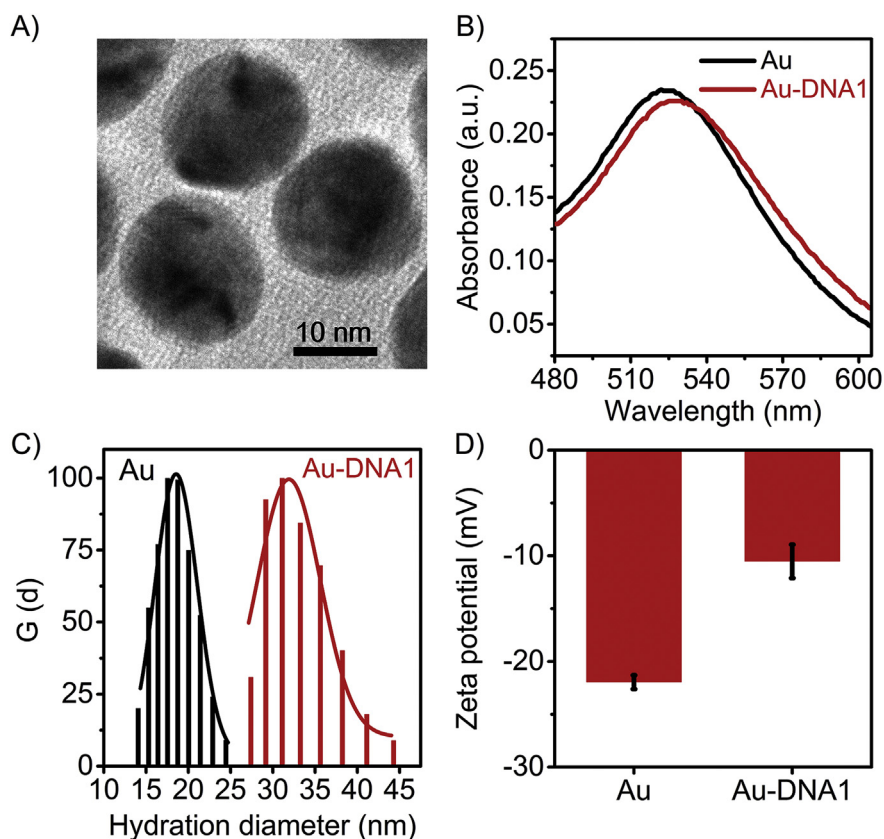 A)
10 nm
B)
Au
Au-DNA1
0.25
0.20
0.15
0.10
0.05
Absorbance (a.u.)
480 510 540 570 600
Wavelength (nm)
C)
Au
Au-DNA1
100
75
50
25
0
G (d)
10 15 20 25 30 35 40 45
Hydration diameter (nm)
D)
0
-10
-20
-30
Zeta potential (mV)
Au Au-DNA1